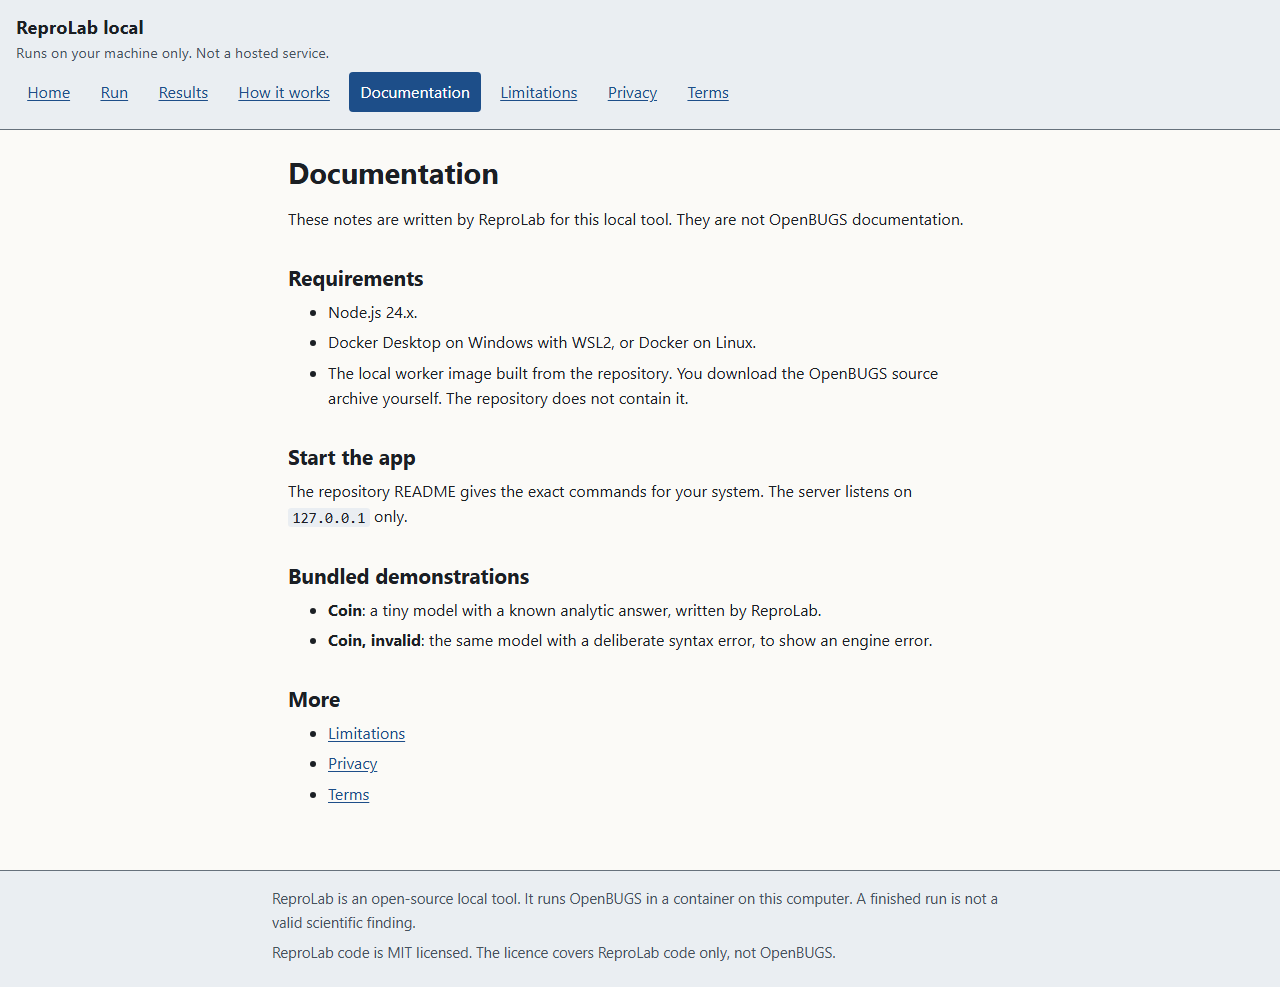 ReproLab local
Runs on your machine only. Not a hosted service.
Home Run Results How it works Documentation Limitations Privacy Terms
Documentation
These notes are written by ReproLab for this local tool. They are not OpenBUGS documentation.
Requirements
Node.js 24.x.
Docker Desktop on Windows with WSL2, or Docker on Linux.
The local worker image built from the repository. You download the OpenBUGS source
archive yourself. The repository does not contain it.
Start the app
The repository README gives the exact commands for your system. The server listens on
127.0.0.1 only.
Bundled demonstrations
Coin: a tiny model with a known analytic answer, written by ReproLab.
Coin, invalid: the same model with a deliberate syntax error, to show an engine error.
More
Limitations
Privacy
Terms
ReproLab is an open-source local tool. It runs OpenBUGS in a container on this computer. A finished run is not a
valid scientific finding.
ReproLab code is MIT licensed. The licence covers ReproLab code only, not OpenBUGS.